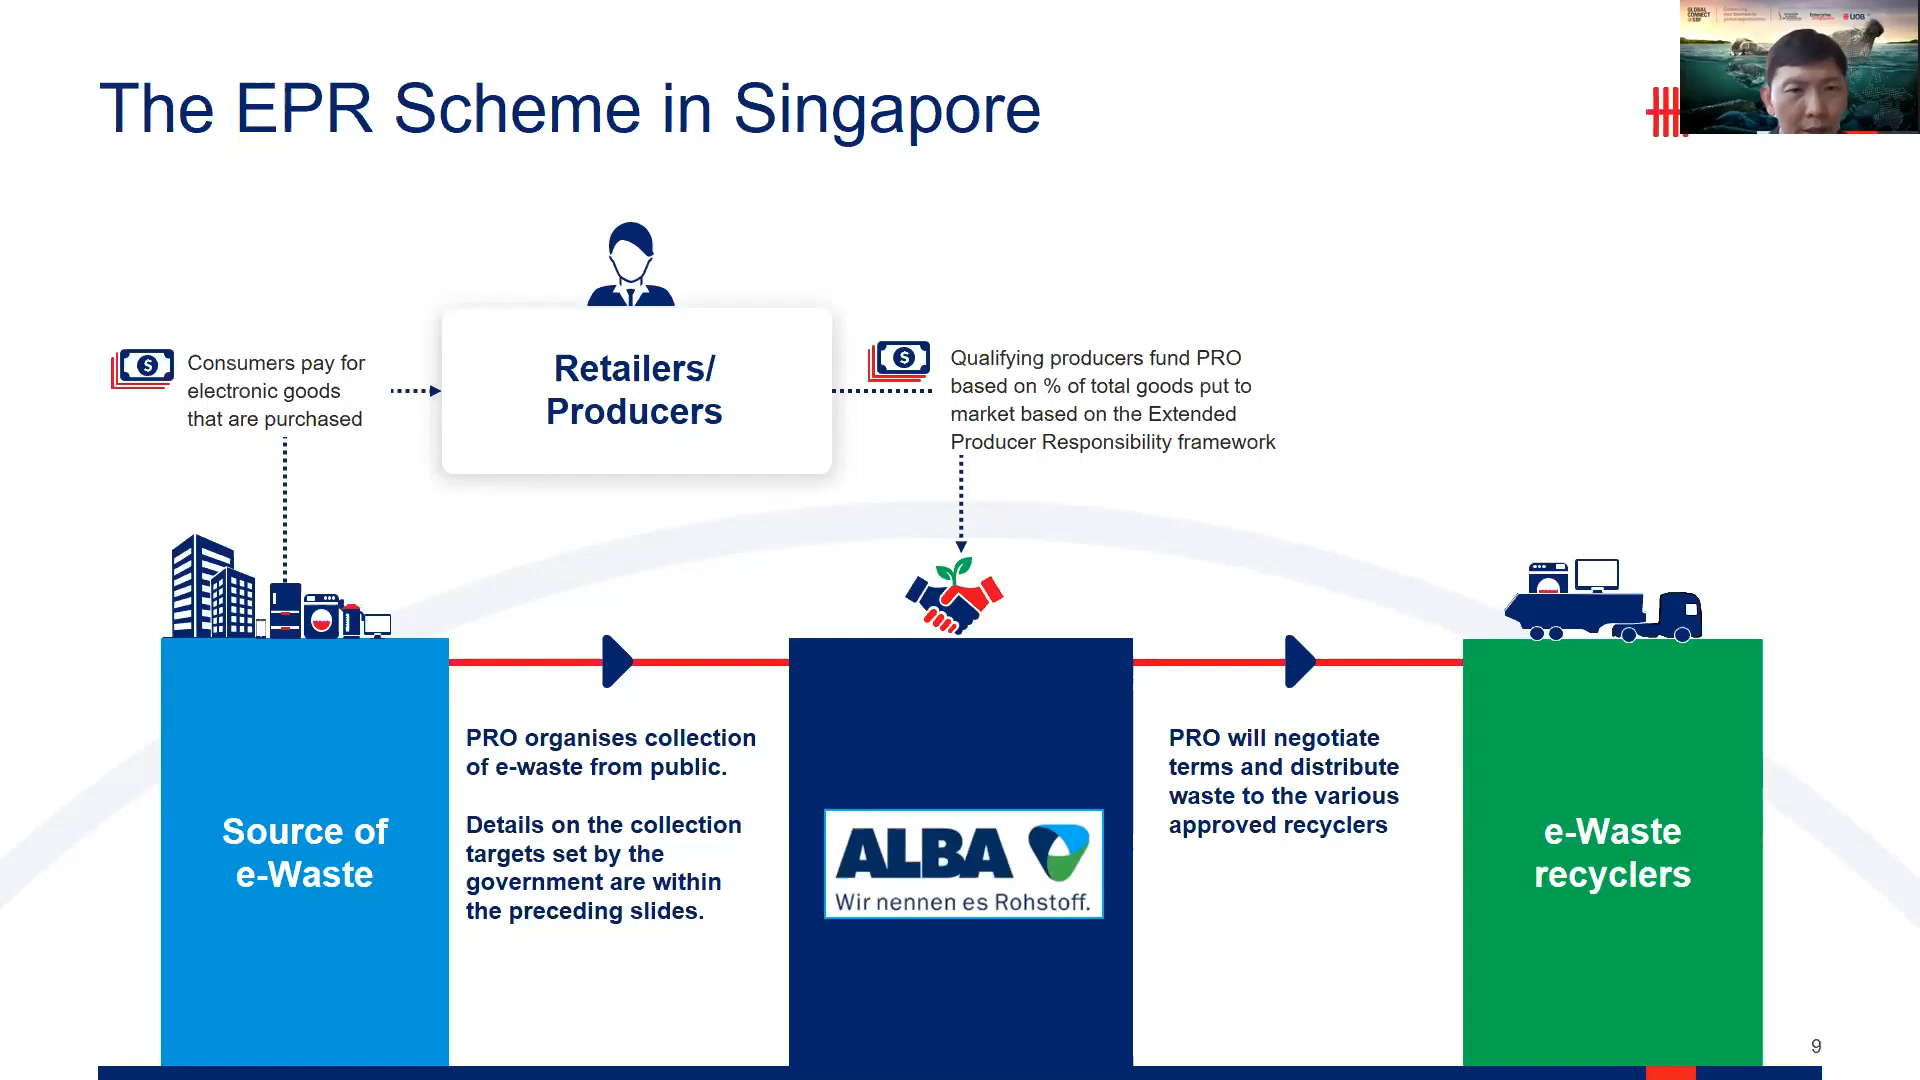 The EPR Scheme in Singapore
GLOBAL
CONNECT
@SBF
UOB
Consumers pay for
electronic goods
that are purchased
Retailers/
Producers
Qualifying producers fund PRO
based on % of total goods put to
market based on the Extended
Producer Responsibility framework
Source of
e-Waste
PRO organises collection
of e-waste from public.
Details on the collection
targets set by the
government are within
the preceding slides.
ALBA
Wir nennen es Rohstoff.
PRO will negotiate
terms and distribute
waste to the various
approved recyclers
e-Waste
recyclers
9